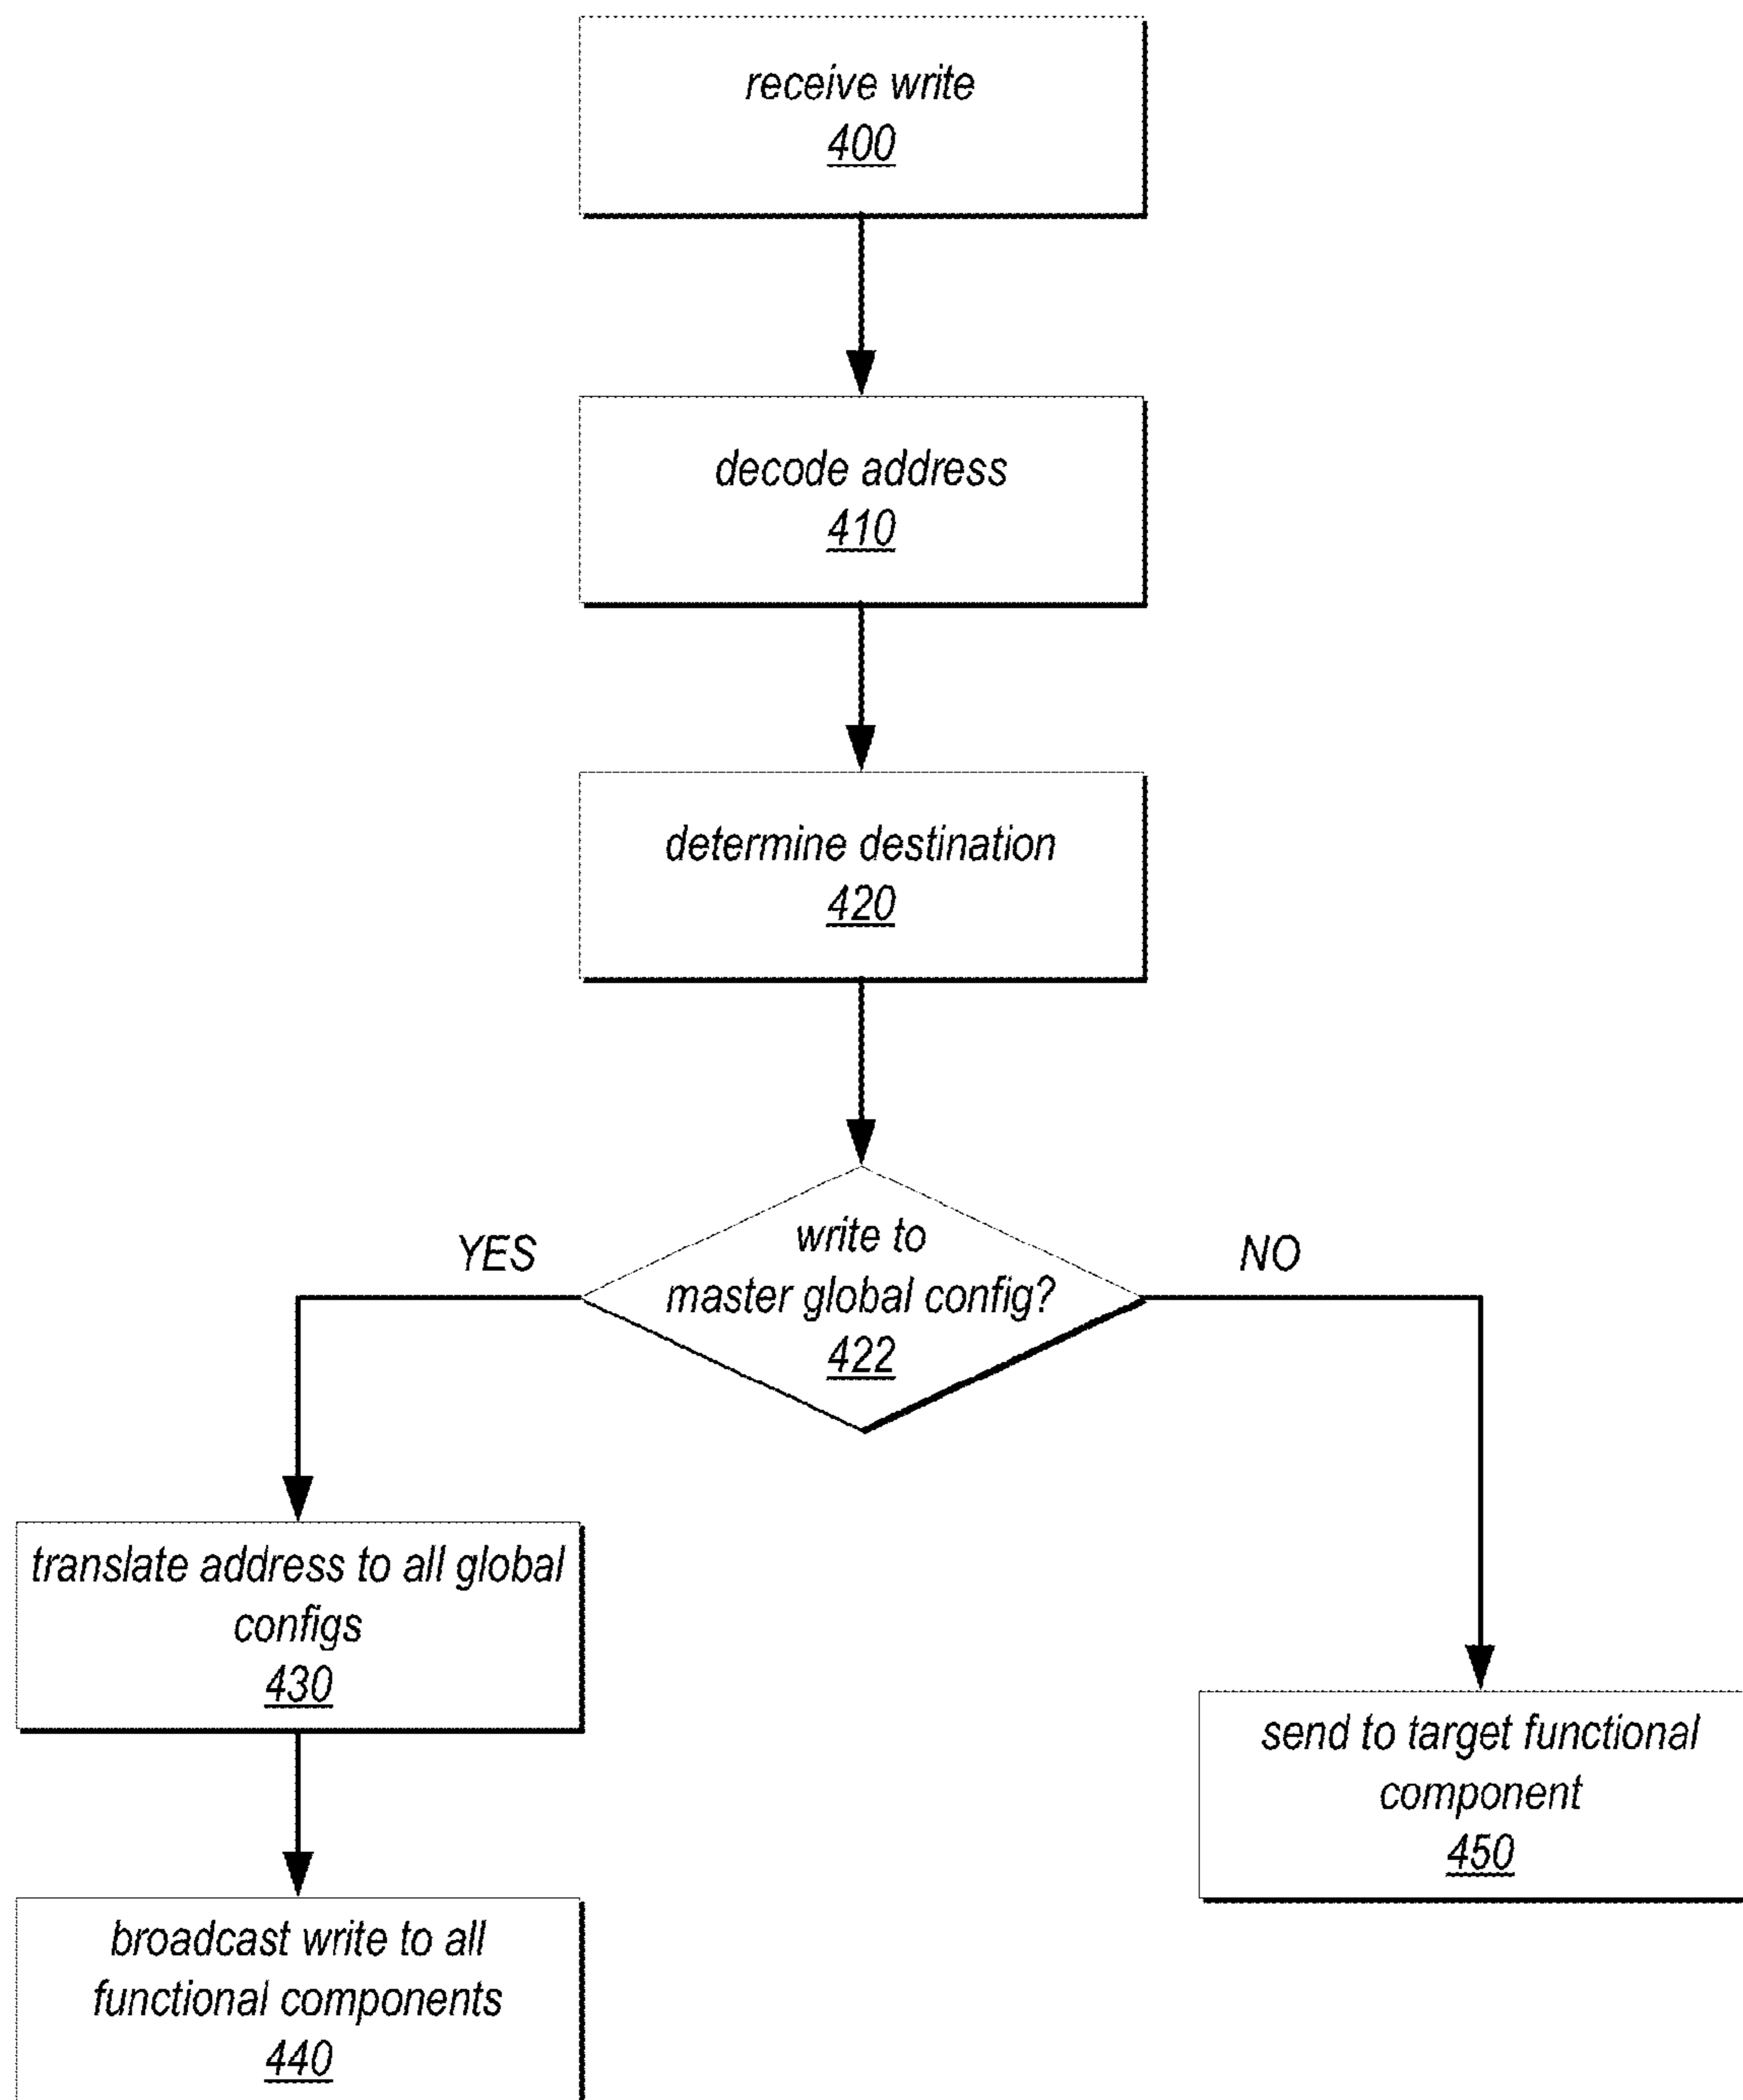 receive write
400
decode address
410
determine destination
420
write to
master global config?
422
YES
NO
translate address to all global
configs
430
send to target functional
component
450
broadcast write to all
functional components
440